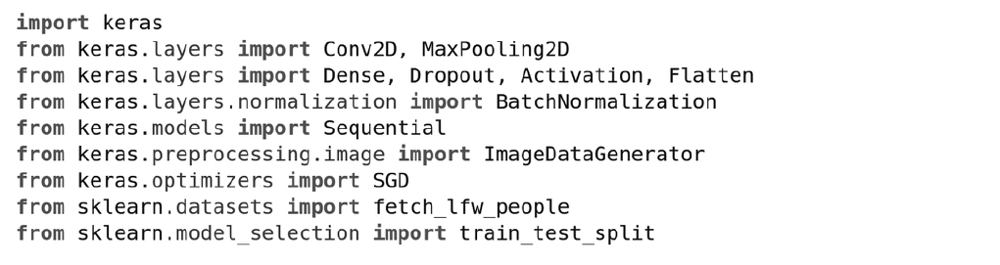 import keras
from keras.layers import Conv2D, MaxPooling2D
from keras.layers import Dense, Dropout, Activation, Flatten
from keras.layers.normalization import BatchNormalization
from keras.models import Sequential
from keras.preprocessing.image import ImageDataGenerator
from keras.optimizers import SGD
from sklearn.datasets import fetch_lfw_people
from sklearn.model_selection import train_test_split